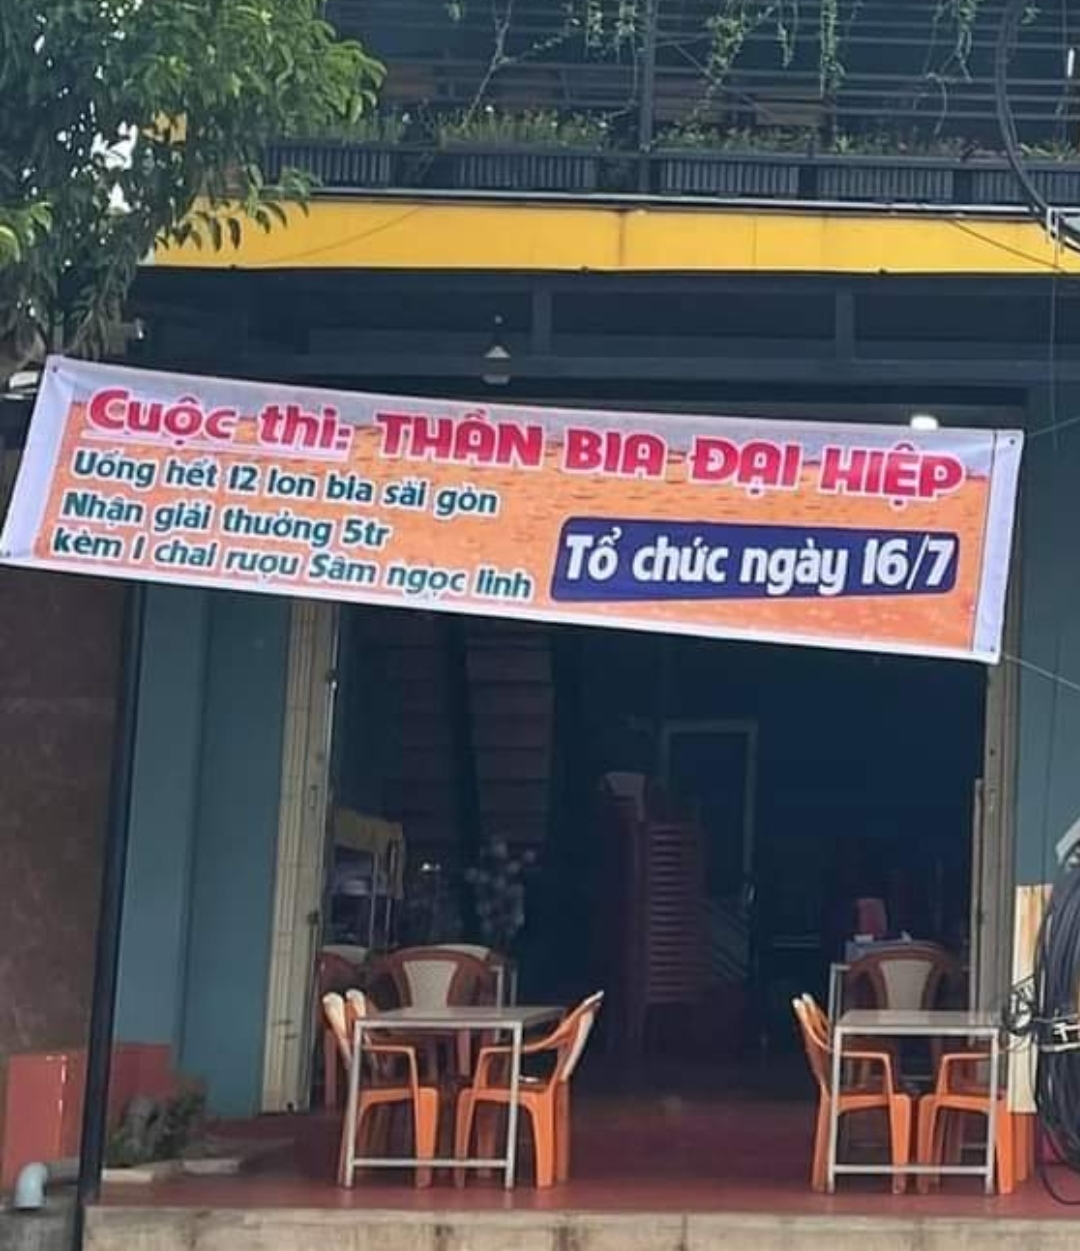 Cuộc thi: THẦN BIA ĐẠI HIỆP
Uống hết 12 lon bia sài gòn
Nhận giải thưởng 5tr
kèm 1 chai rượu Sâm ngọc linh
Tổ chức ngày 16/7